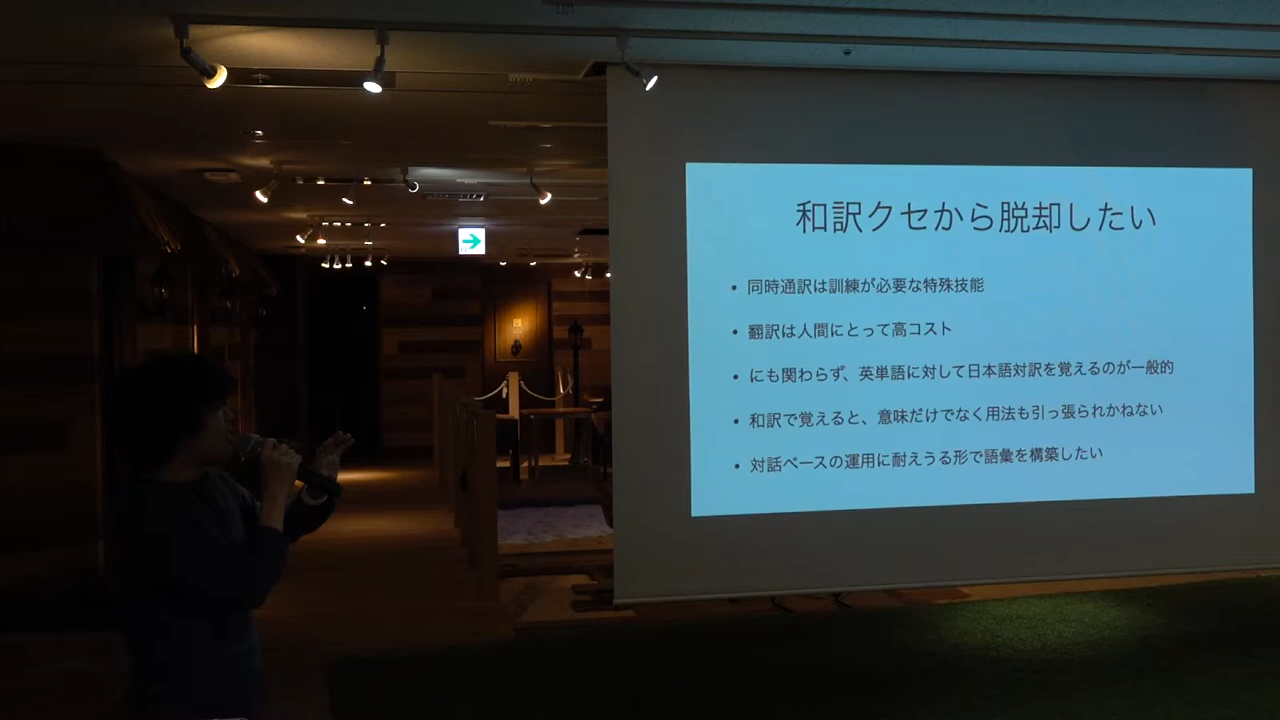 和訳クセから脱却したい
• 同時通訳は訓練が必要な特殊技能
• 翻訳は人間にとって高コスト
• にも関わらず、英単語に対して日本語対訳を覚えるのが一般的
• 和訳で覚えると、意味だけでなく用法も引っ張られかねない
• 対話ベースの運用に耐えうる形で語彙を構築したい